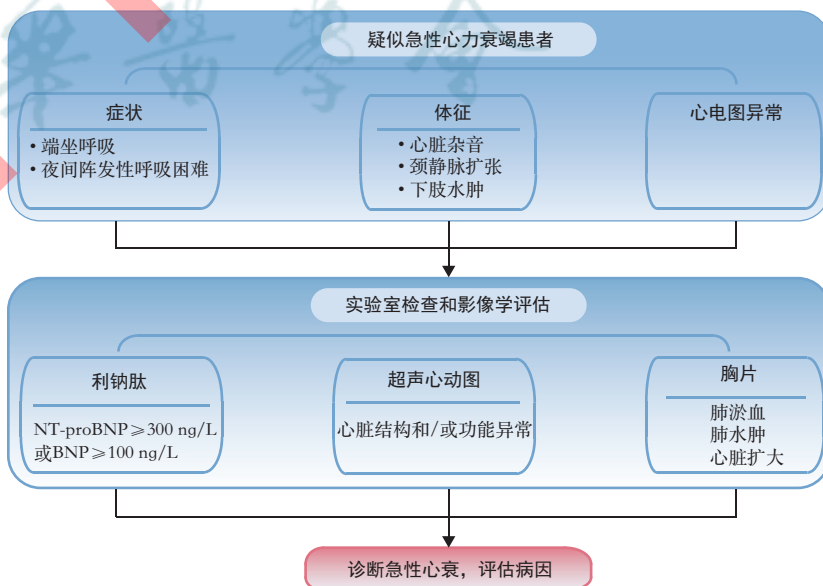 疑似急性心力衰竭患者
症状
• 端坐呼吸
• 夜间阵发性呼吸困难
体征
• 心脏杂音
• 颈静脉扩张
• 下肢水肿
心电图异常
实验室检查和影像学评估
利钠肽
NT-proBNP≥300 ng/L
或BNP≥100 ng/L
超声心动图
心脏结构和/或功能异常
胸片
肺淤血
肺水肿
心脏扩大
诊断急性心衰，评估病因